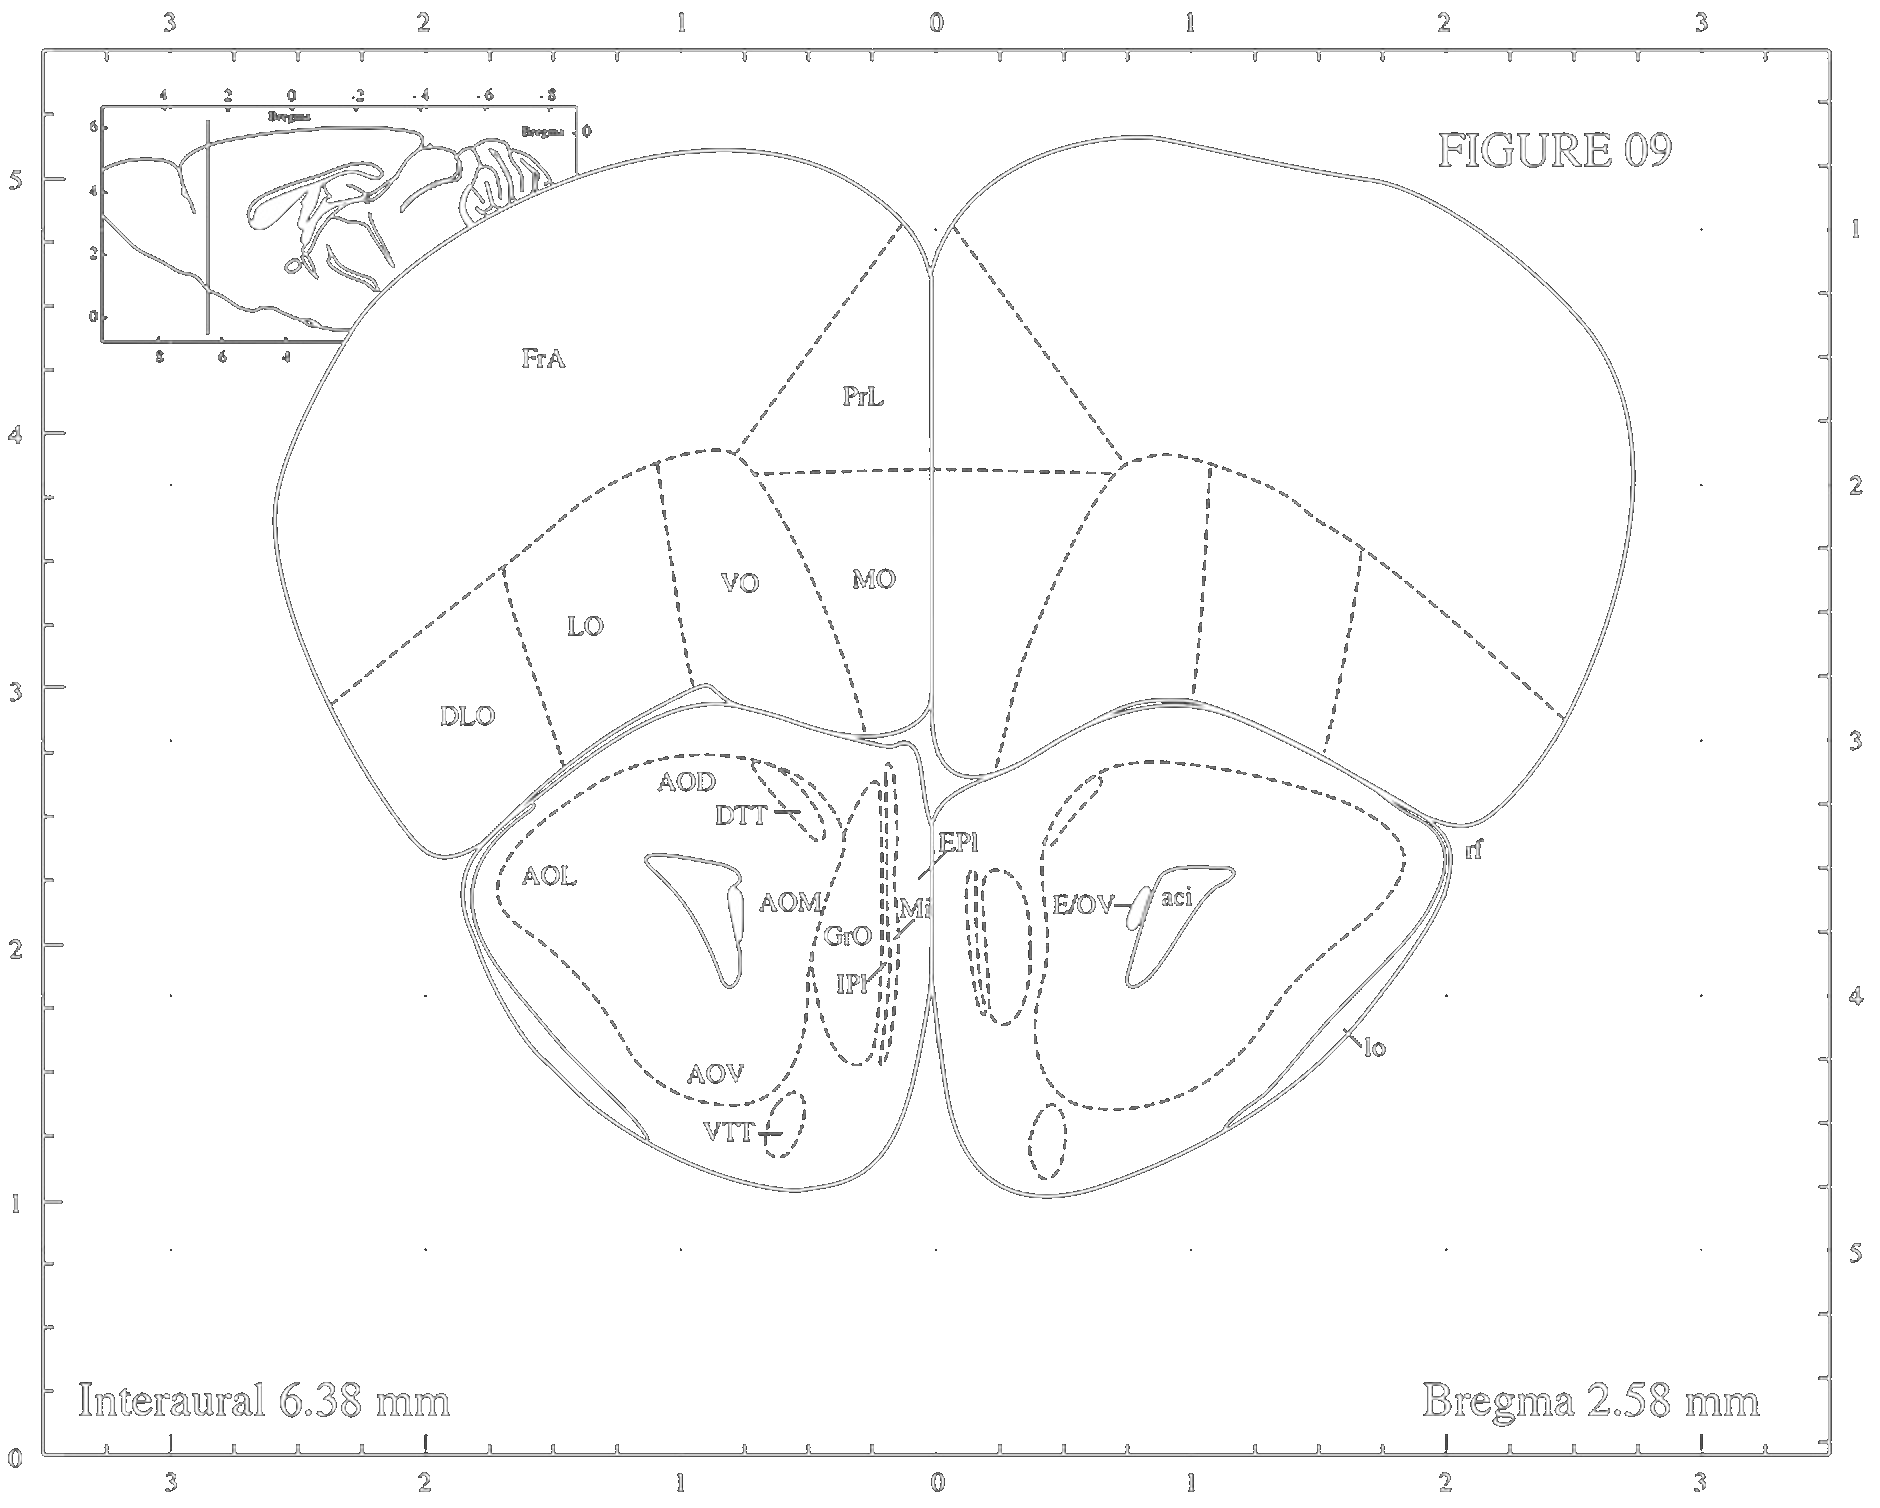 3 2 1 0 1 2 3
4 2 0 -2 -4 -6 -8
Bregma
Bregma 0
6
4
2
0
8 6 4
FIGURE 09
5
4
3
2
1
0
1
2
3
4
5
FrA
PrL
VO
MO
LO
DLO
AOD
DTT
EPl
rf
AOL
AOM
Mi
E/OV
aci
GrO
IPl
lo
AOV
VTT
Interaural 6.38 mm
Bregma 2.58 mm
3 2 1 0 1 2 3